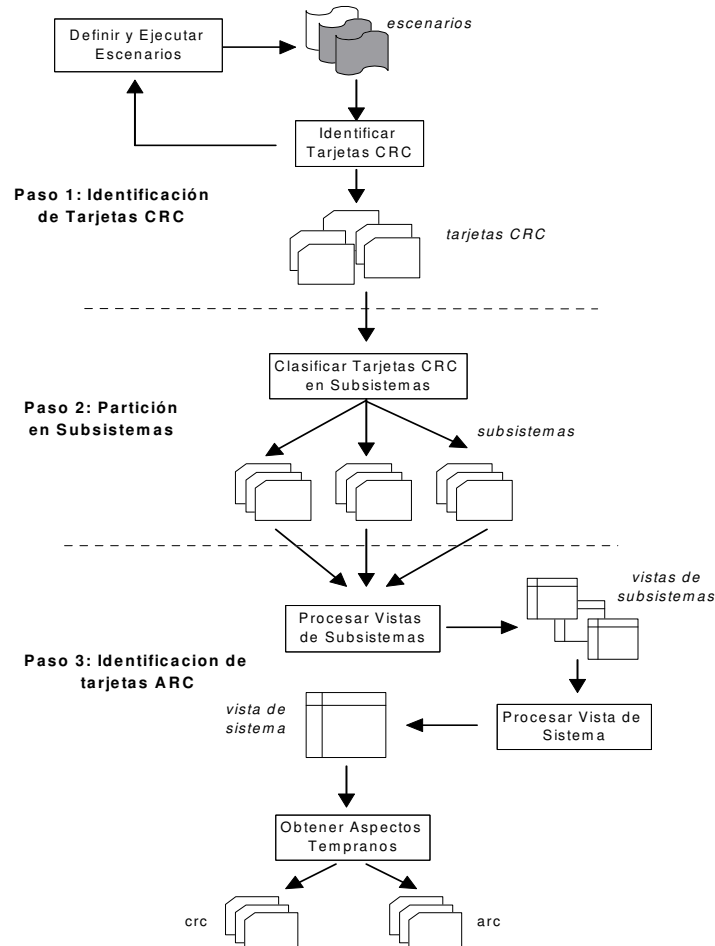 Definir y Ejecutar
Escenarios
escenarios
Identificar
Tarjetas CRC
Paso 1: Identificación
de Tarjetas CRC
tarjetas CRC
Clasificar Tarjetas CRC
en Subsistemas
Paso 2: Partición
en Subsistemas
subsistemas
vistas de
subsistemas
Procesar Vistas
de Subsistemas
Paso 3: Identificacion de
tarjetas ARC
vista de
sistema
Procesar Vista de
Sistema
Obtener Aspectos
Tempranos
crc
arc